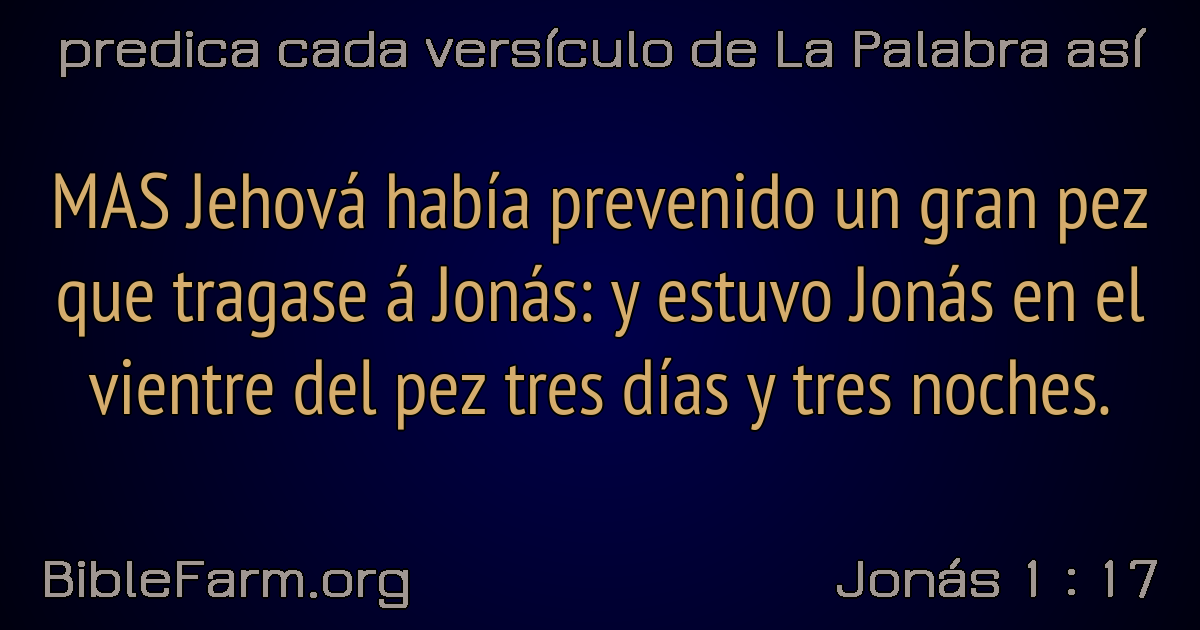 predica cada versículo de La Palabra así
MAS Jehová había prevenido un gran pez
que tragase á Jonás: y estuvo Jonás en el
vientre del pez tres días y tres noches.
BibleFarm.org
Jonás 1 : 17